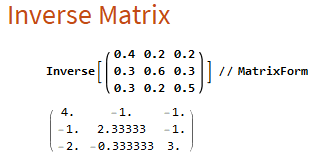 Inverse Matrix
0.4 0.2 0.2
Inverse[(0.3 0.6 0.3)] // MatrixForm
0.3 0.2 0.5
4. -1. -1.
-1. 2.33333 -1.
-2. -0.333333 3.